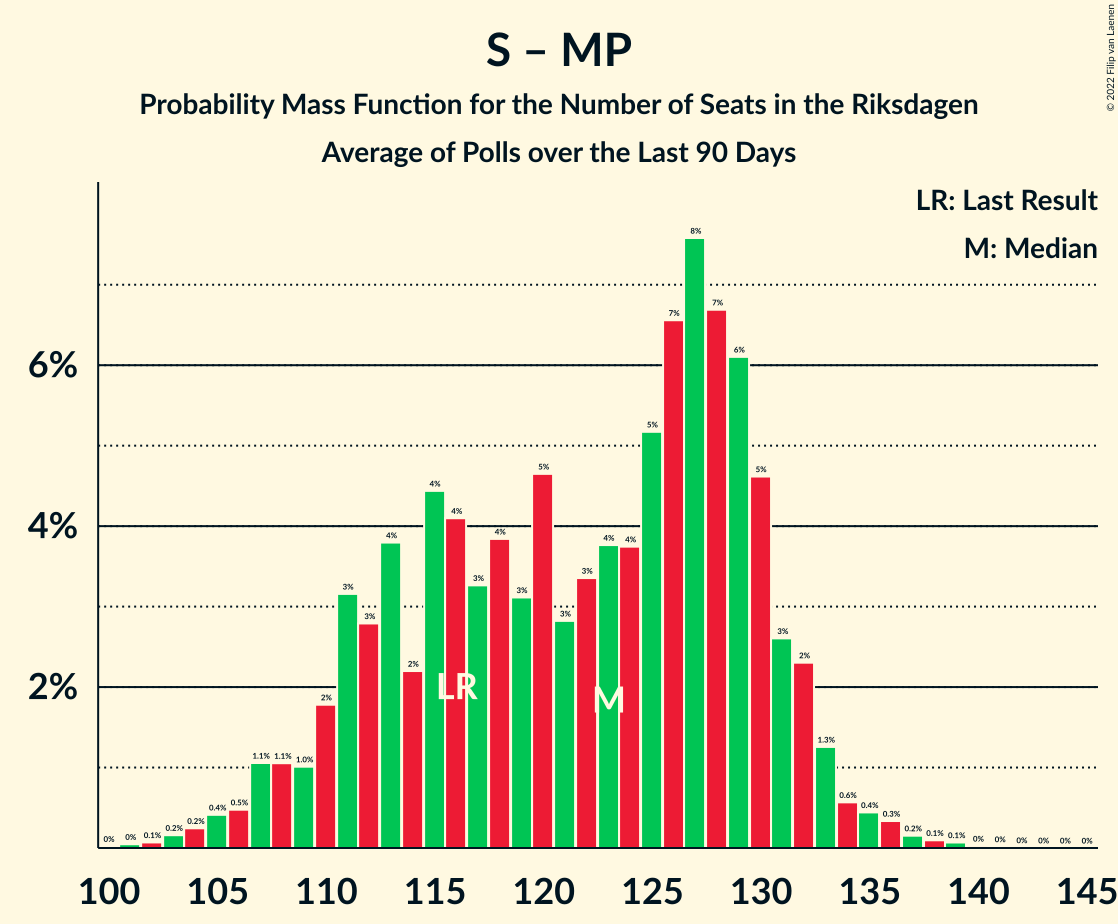 S – MP
Probability Mass Function for the Number of Seats in the Riksdagen
Average of Polls over the Last 90 Days
© 2022 Filip van Laenen
LR: Last Result
M: Median
6%
4%
2%
0% 0% 0.1% 0.2% 0.2% 0.4% 0.5% 1.1% 1.1% 1.0% 2% 3% 3% 4% 2% 4% 4% 3% 4% 3% 5% 3% 3% 4% 4% 5% 7% 8% 7% 6% 5% 3% 2% 1.3% 0.6% 0.4% 0.3% 0.2% 0.1% 0.1% 0% 0% 0% 0% 0% 0%
LR
M
100 105 110 115 120 125 130 135 140 145